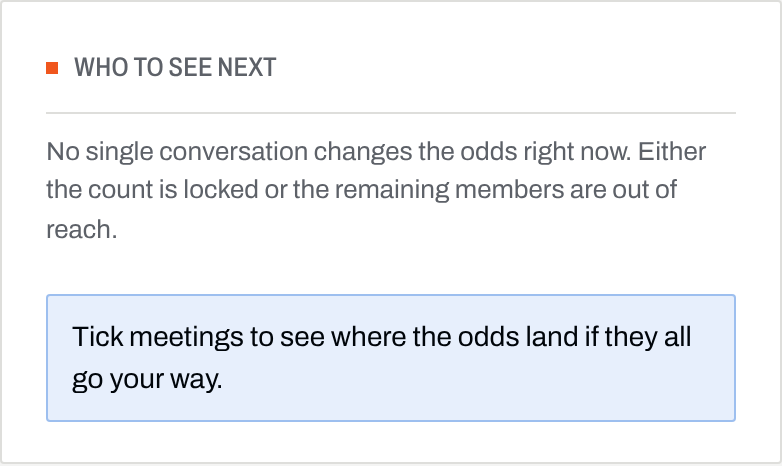 WHO TO SEE NEXT
No single conversation changes the odds right now. Either
the count is locked or the remaining members are out of
reach.
Tick meetings to see where the odds land if they all
go your way.